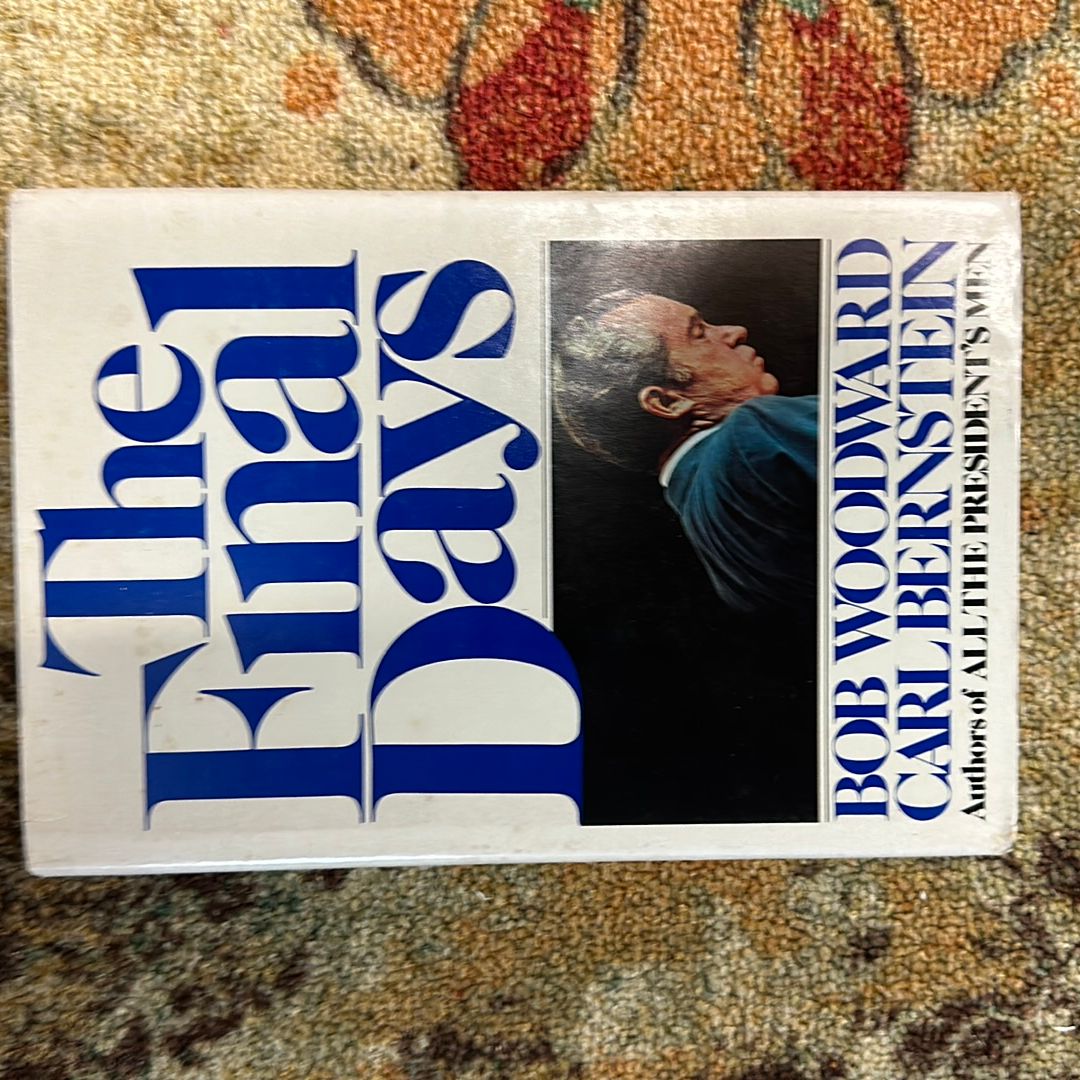 The
Final
Days
BOB WOODWARD
CARL BERNSTEIN
Authors of ALL THE PRESIDENT'S MEN